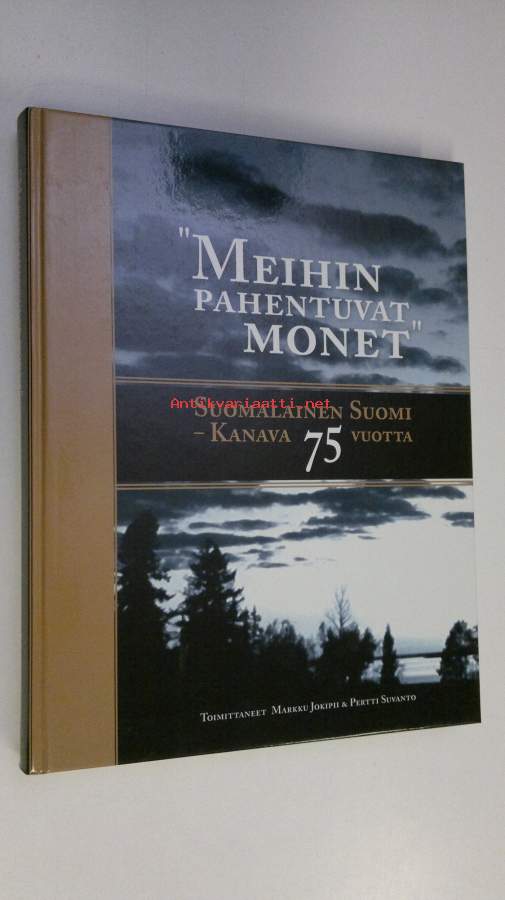 "Meihin
pahentuvat
monet"
Antikvariaatti.net
Suomalainen Suomi
– Kanava 75 vuotta
Toimittaneet Markku Jokipii & Pertti Suvanto